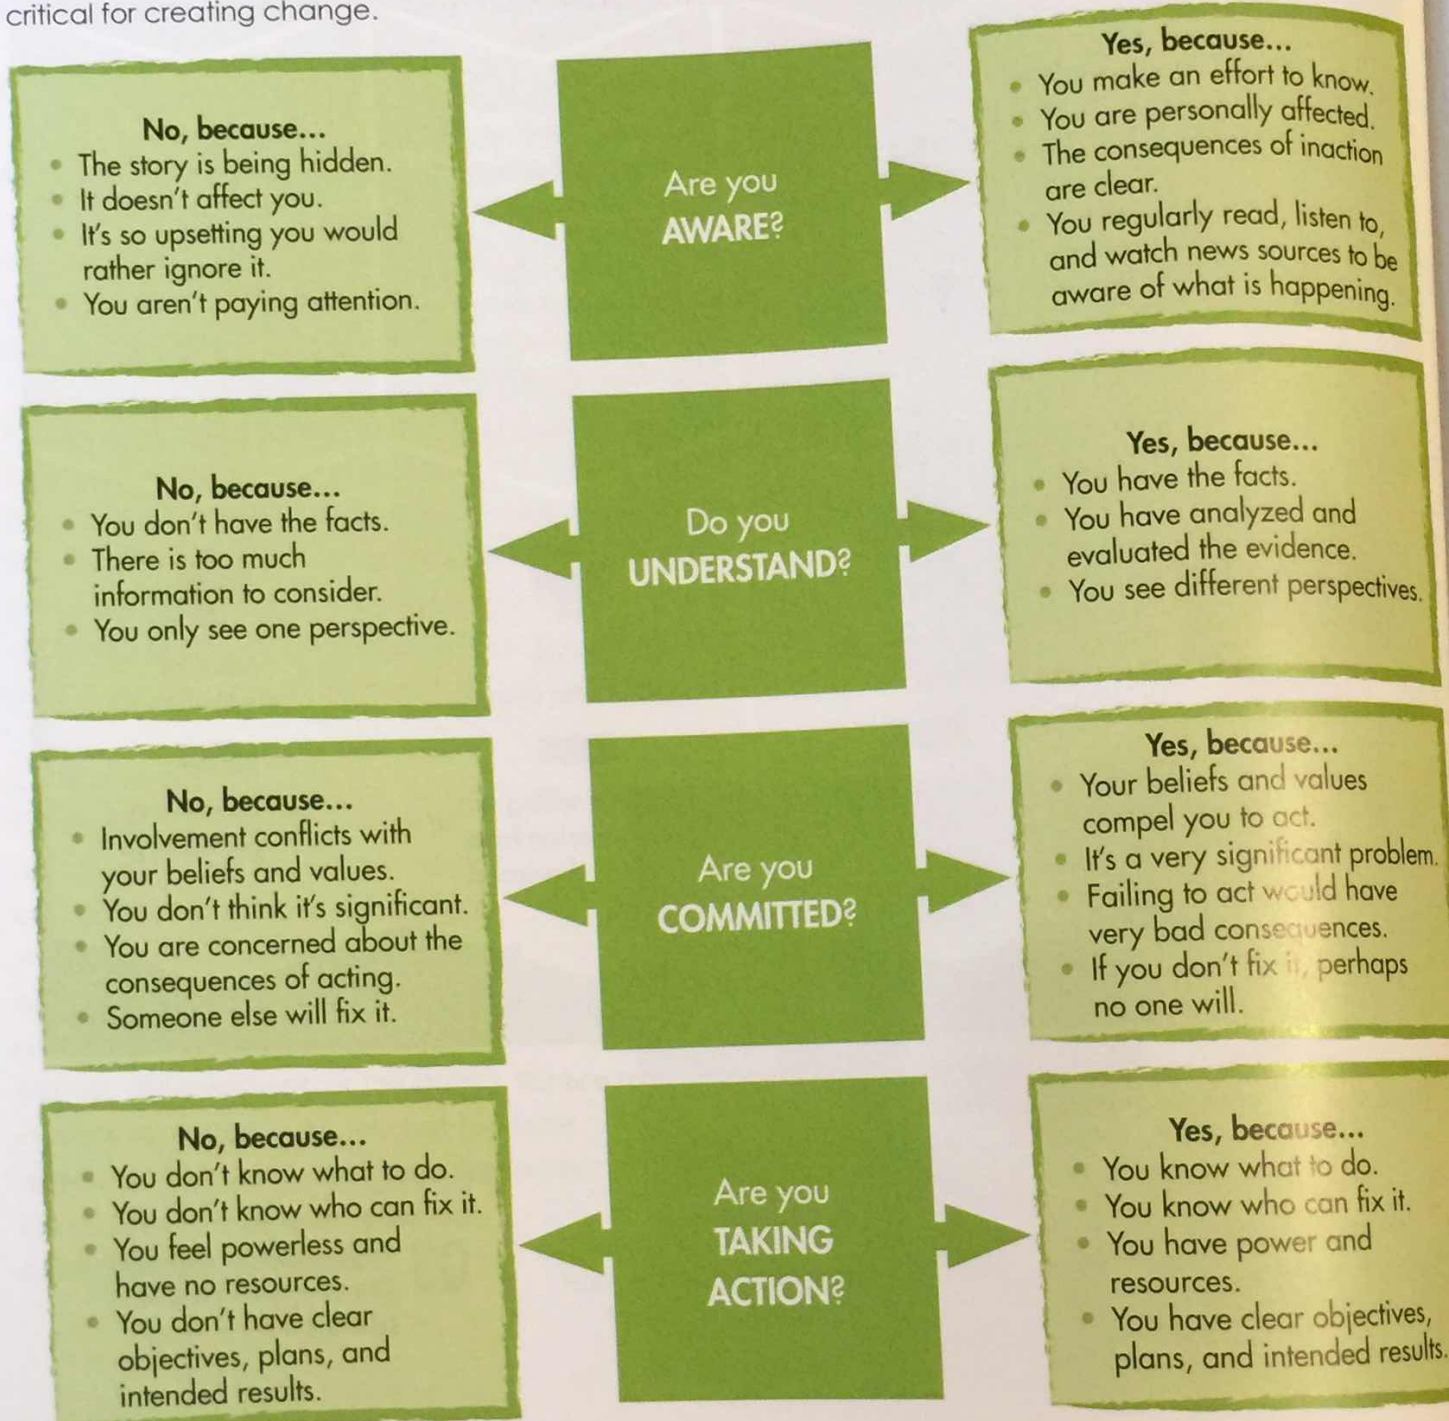 critical for creating change.
No, because...
• The story is being hidden.
• It doesn't affect you.
• It's so upsetting you would
rather ignore it.
• You aren't paying attention.
Are you
AWARE?
Yes, because...
• You make an effort to know.
• You are personally affected.
• The consequences of inaction
are clear.
• You regularly read, listen to,
and watch news sources to be
aware of what is happening.
No, because...
• You don't have the facts.
• There is too much
information to consider.
• You only see one perspective.
Do you
UNDERSTAND?
Yes, because...
• You have the facts.
• You have analyzed and
evaluated the evidence.
• You see different perspectives.
No, because...
• Involvement conflicts with
your beliefs and values.
• You don't think it's significant.
• You are concerned about the
consequences of acting.
• Someone else will fix it.
Are you
COMMITTED?
Yes, because...
• Your beliefs and values
compel you to act.
• It's a very significant problem.
• Failing to act would have
very bad consequences.
• If you don't fix it, perhaps
no one will.
No, because...
• You don't know what to do.
• You don't know who can fix it.
• You feel powerless and
have no resources.
• You don't have clear
objectives, plans, and
intended results.
Are you
TAKING
ACTION?
Yes, because...
• You know what to do.
• You know who can fix it.
• You have power and
resources.
• You have clear objectives,
plans, and intended results.